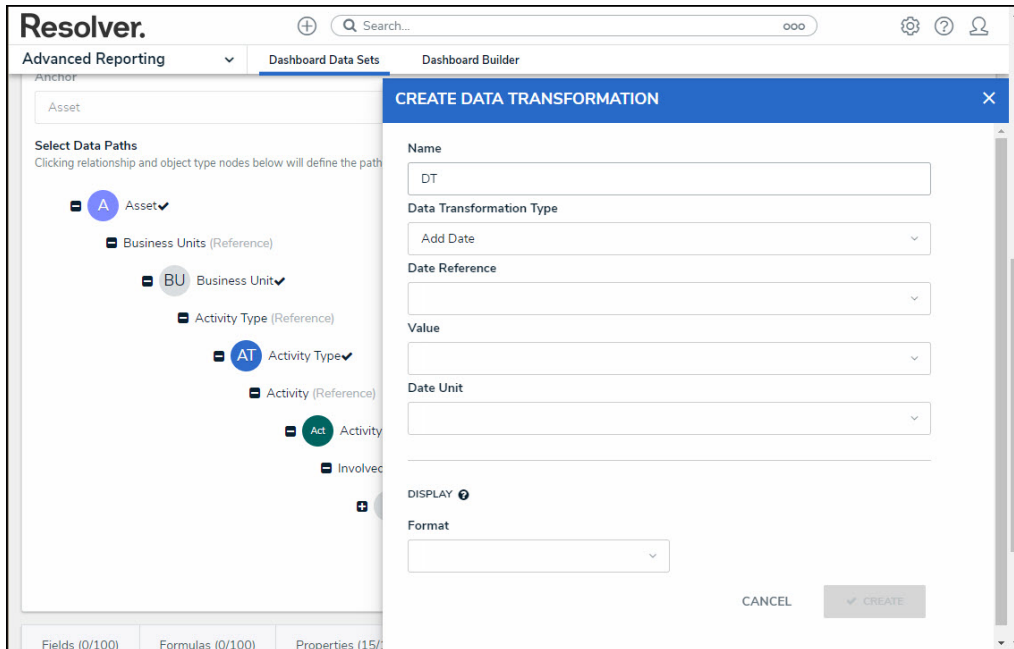 Resolver.
Search...
Advanced Reporting
Dashboard Data Sets
Dashboard Builder
Anchor
Asset
Select Data Paths
Clicking relationship and object type nodes below will define the path
A Asset
Business Units (Reference)
BU Business Unit
Activity Type (Reference)
AT Activity Type
Activity (Reference)
Act Activity
Involved
CREATE DATA TRANSFORMATION
Name
DT
Data Transformation Type
Add Date
Date Reference
Value
Date Unit
DISPLAY
Format
CANCEL
CREATE
Fields (0/100)
Formulas (0/100)
Properties (15/